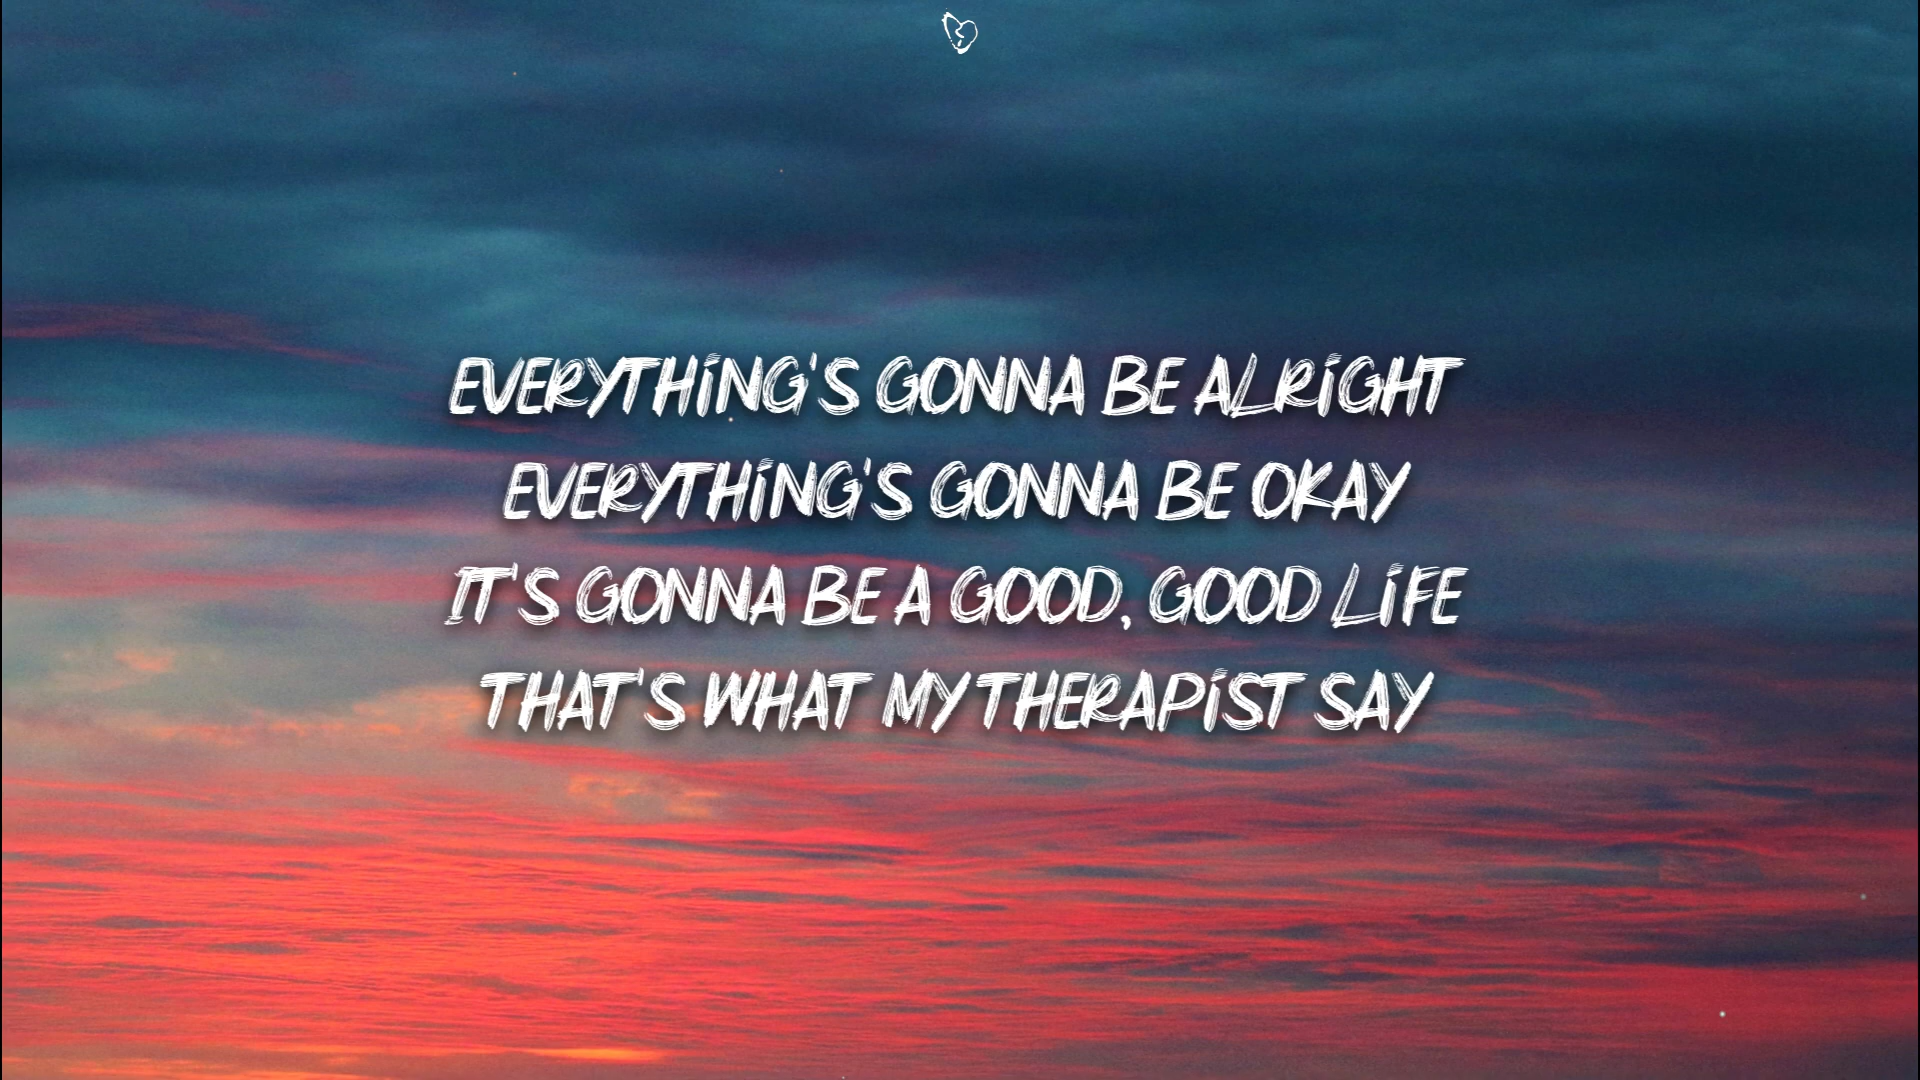 EVERYTHING'S GONNA BE ALRIGHT
EVERYTHING'S GONNA BE OKAY
IT'S GONNA BE A GOOD, GOOD LIFE
THAT'S WHAT MY THERAPIST SAY